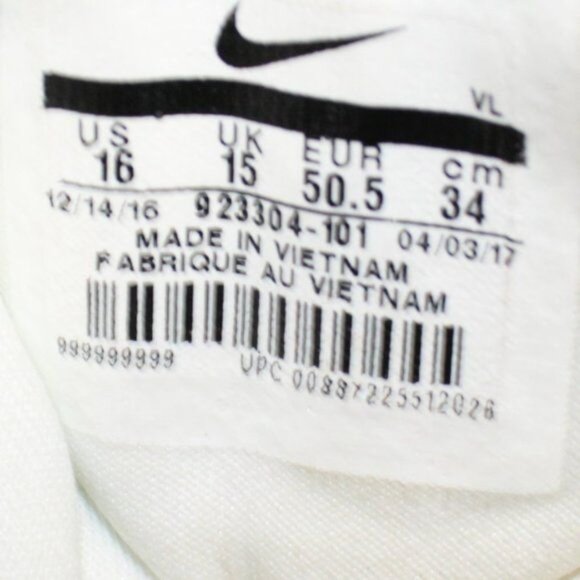 VL
US UK EUR cm
16 15 50.5 34
12/14/16 923304-101 04/03/17
MADE IN VIETNAM
FABRIQUE AU VIETNAM
999999999 UPC 00887225512026